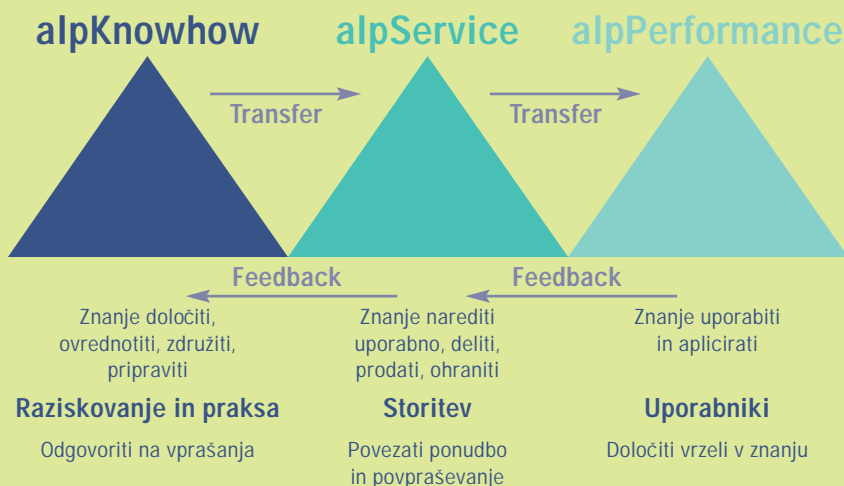 alpKnowhow
alpService
alpPerformance
Transfer
Transfer
Feedback
Feedback
Znanje določiti,
ovrednotiti, združiti,
pripraviti
Znanje narediti
uporabno, deliti,
prodati, ohraniti
Znanje uporabiti
in aplicirati
Raziskovanje in praksa
Storitev
Uporabniki
Odgovoriti na vprašanja
Povezati ponudbo
in povpraševanje
Določiti vrzeli v znanju